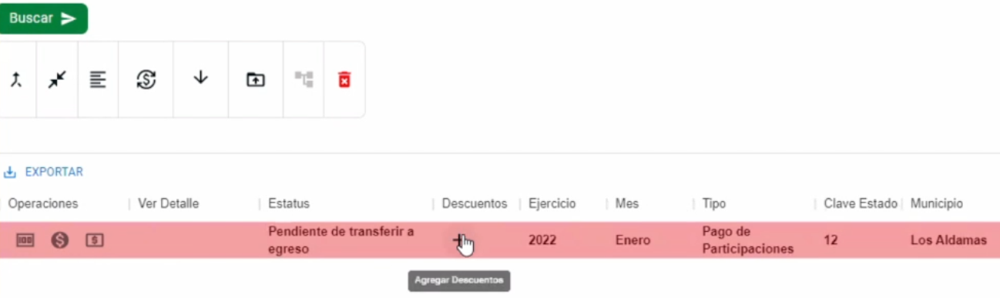 Buscar
EXPORTAR
Operaciones Ver Detalle Estatus Descuentos Ejercicio Mes Tipo Clave Estado Municipio
100 $ $ Pendiente de transferir a egreso 2022 Enero Pago de Participaciones 12 Los Aldamas
Agregar Descuentos